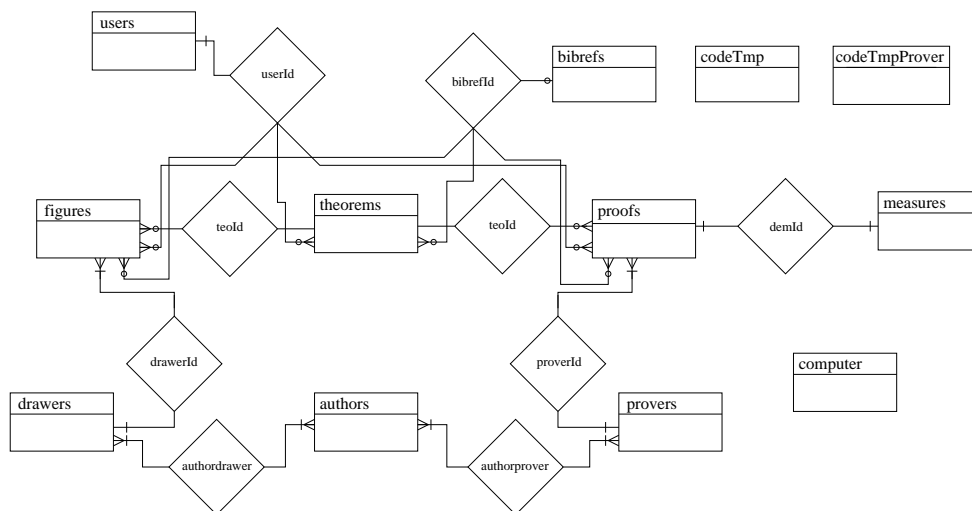 users
userId
bibrefId
bibrefs
codeTmp
codeTmpProver
figures
teoId
theorems
teoId
proofs
demId
measures
drawerId
proverId
computer
drawers
authordrawer
authors
authorprover
provers